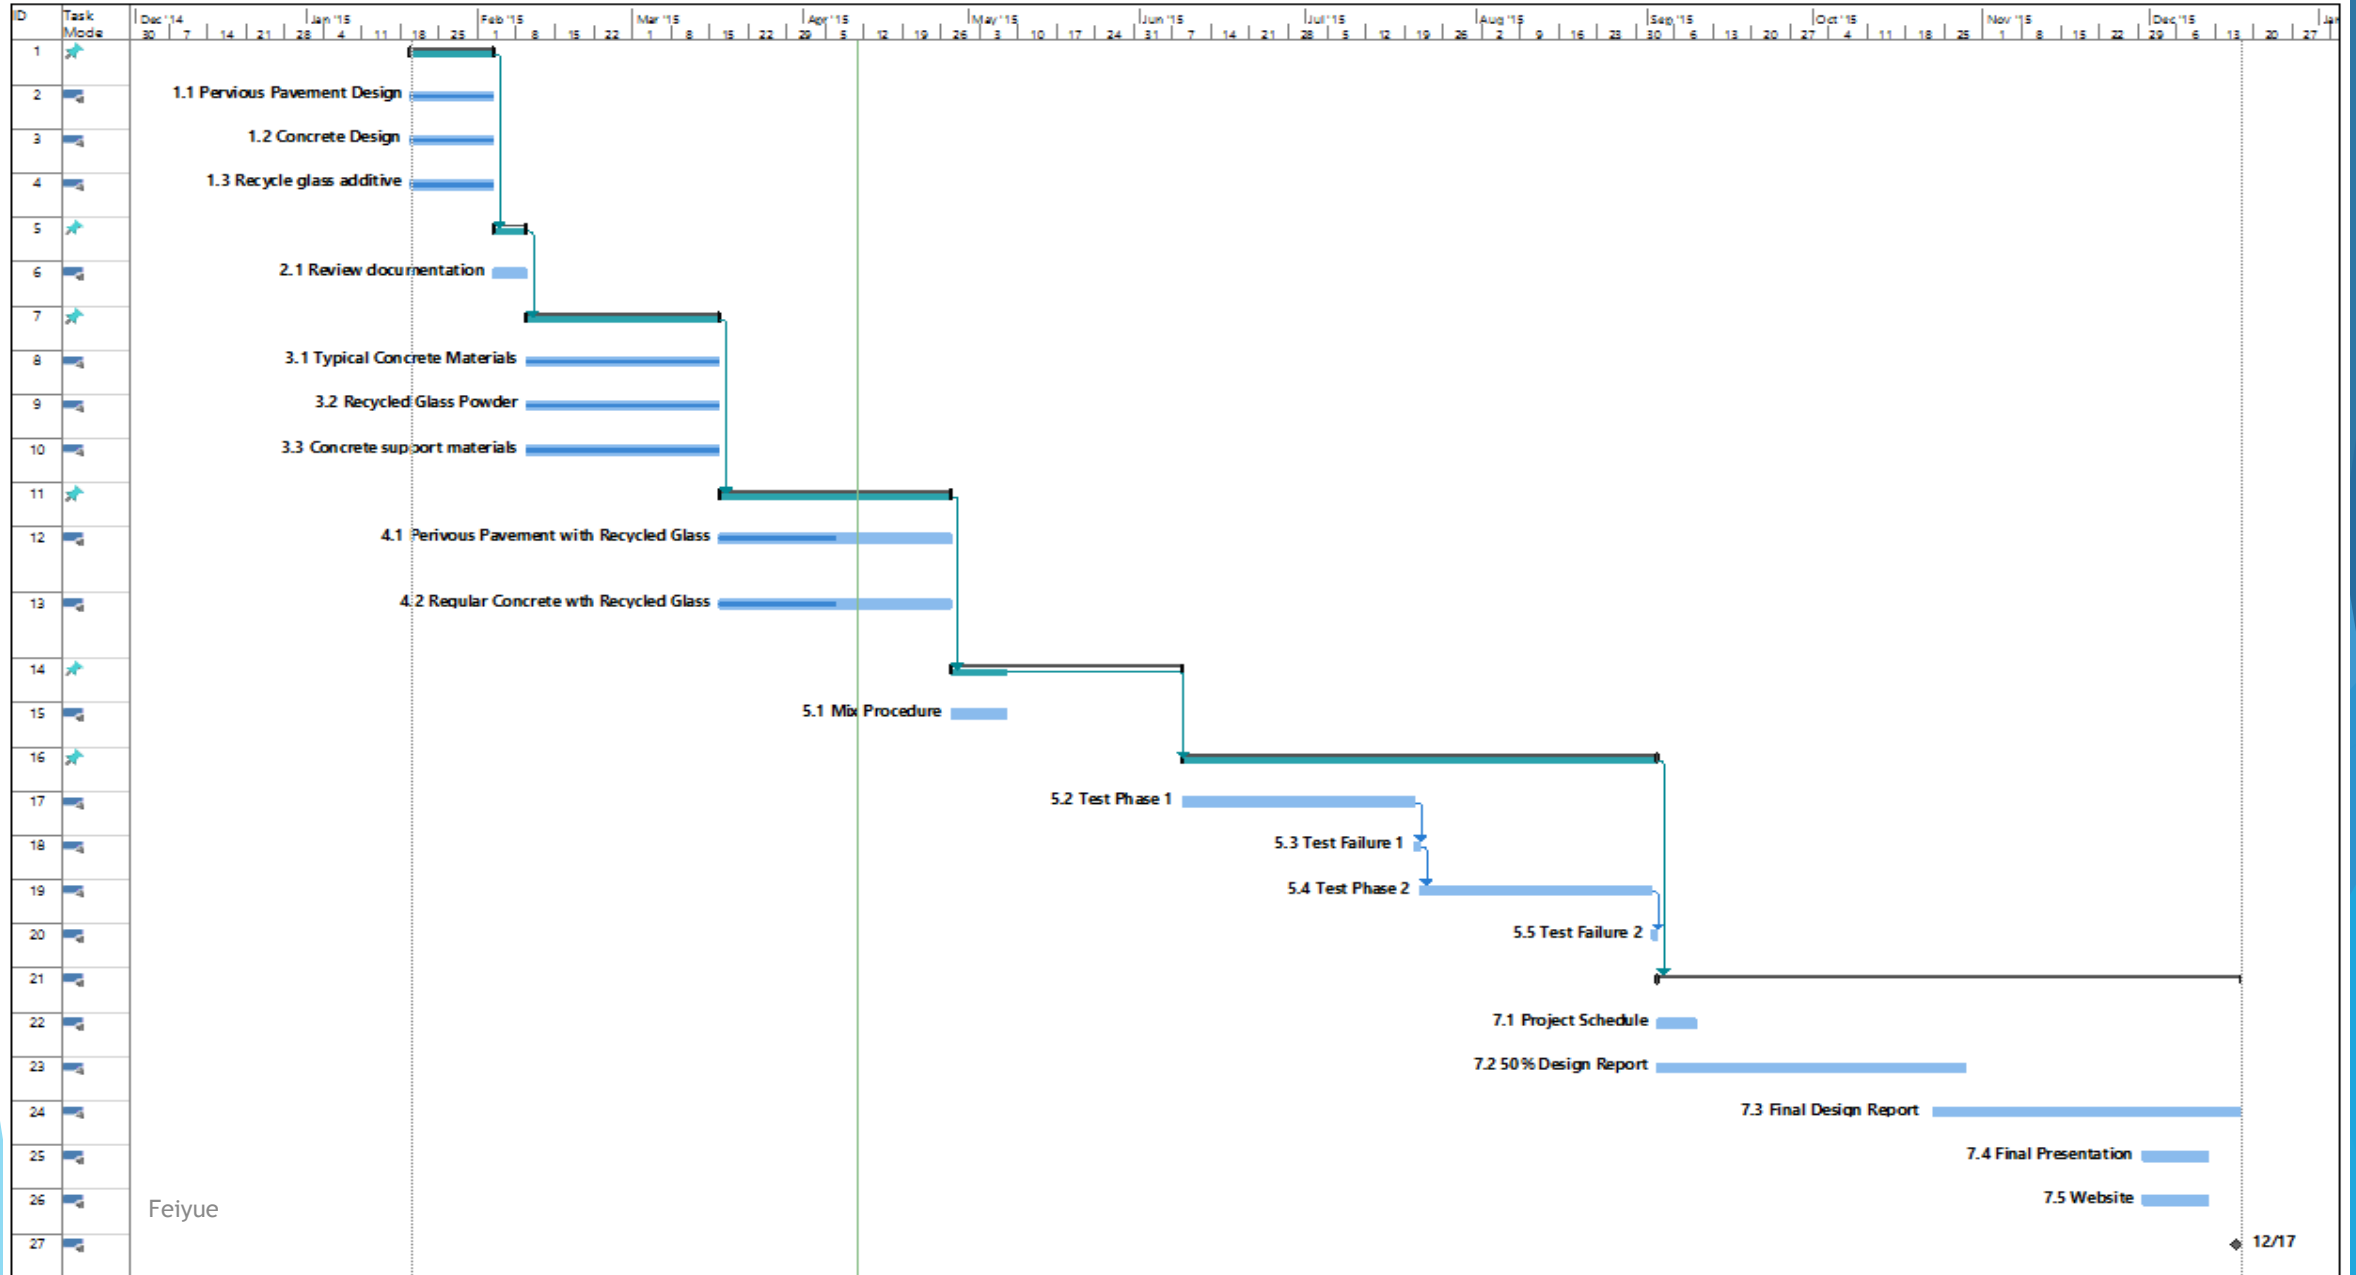 ID Task Mode Dec '14 Jan '15 Feb '15 Mar '15 Apr '15 May '15 Jun '15 Jul '15 Aug '15 Sep '15 Oct '15 Nov '15 Dec '15 Jan
30 7 14 21 28 4 11 18 25 1 8 15 22 1 8 15 22 29 5 12 19 26 3 10 17 24 31 7 14 21 28 5 12 19 26 2 9 16 23 30 6 13 20 27 4 11 18 25 1 8 15 22 29 6 13 20 27
1
2 1.1 Pervious Pavement Design
3 1.2 Concrete Design
4 1.3 Recycle glass additive
5
6 2.1 Review documentation
7
8 3.1 Typical Concrete Materials
9 3.2 Recycled Glass Powder
10 3.3 Concrete support materials
11
12 4.1 Perivous Pavement with Recycled Glass
13 4.2 Regular Concrete wth Recycled Glass
14
15 5.1 Mix Procedure
16
17 5.2 Test Phase 1
18 5.3 Test Failure 1
19 5.4 Test Phase 2
20 5.5 Test Failure 2
21
22 7.1 Project Schedule
23 7.2 50% Design Report
24 7.3 Final Design Report
25 7.4 Final Presentation
26 7.5 Website
Feiyue
27 12/17